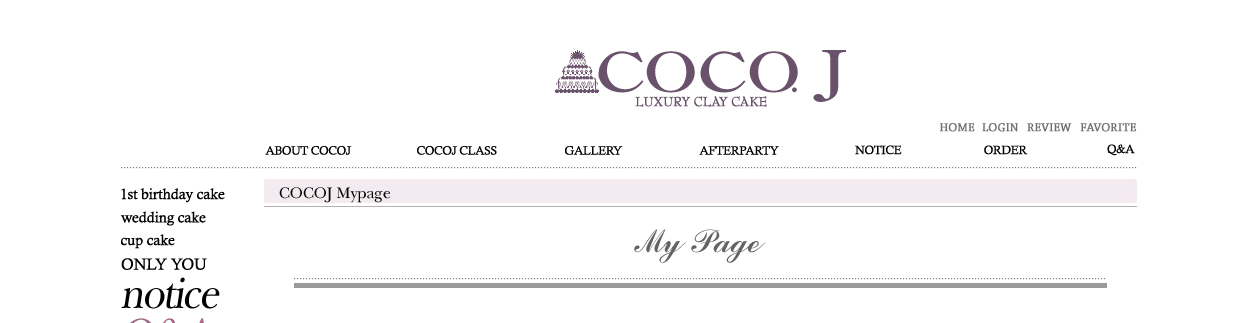 COCO. J
LUXURY CLAY CAKE
HOME LOGIN REVIEW FAVORITE
ABOUT COCOJ COCOJ CLASS GALLERY AFTERPARTY NOTICE ORDER Q&A
1st birthday cake
wedding cake
cup cake
ONLY YOU
notice
COCOJ Mypage
My Page